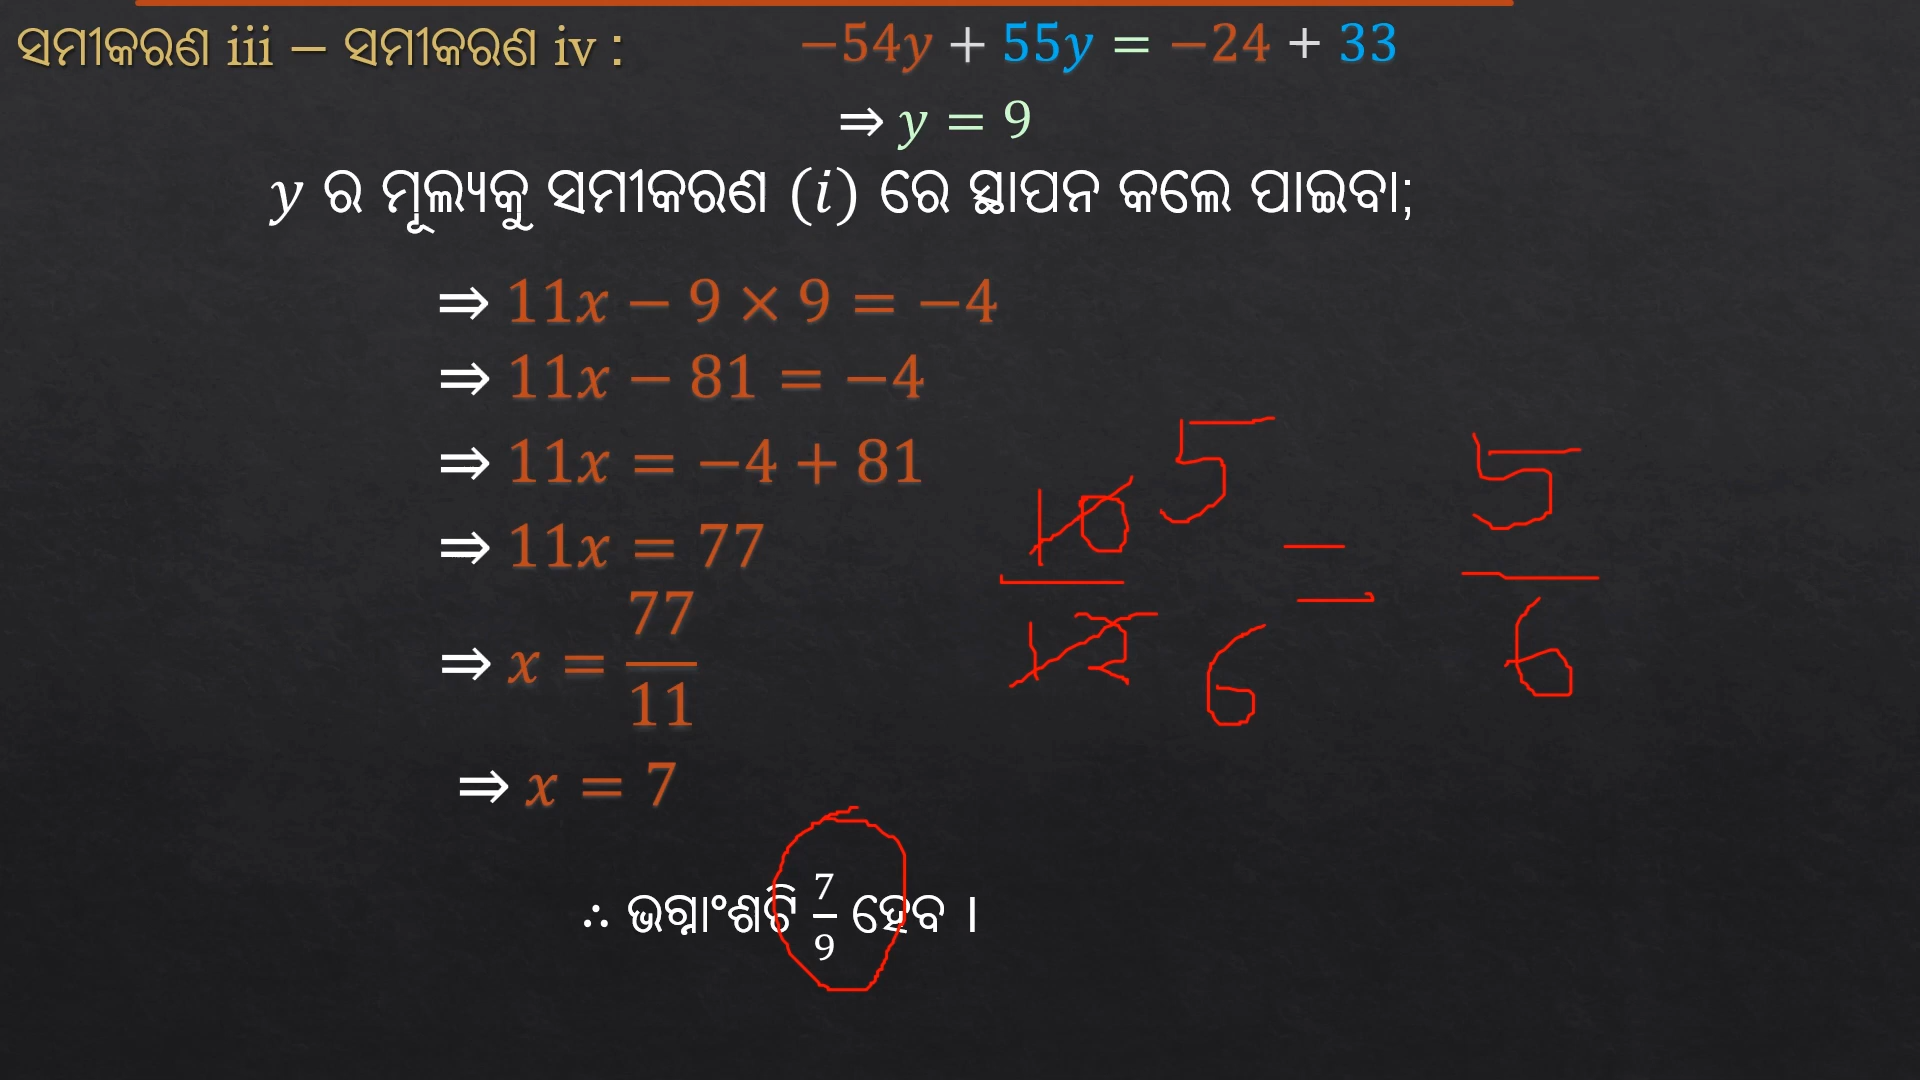 ସମୀକରଣ iii − ସମୀକରଣ iv :
−54y + 55y = −24 + 33
⇒ y = 9
y ର ମୂଲ୍ୟକୁ ସମୀକରଣ (i) ରେ ସ୍ଥାପନ କଲେ ପାଇବା;
⇒ 11x − 9 × 9 = −4
⇒ 11x − 81 = −4
⇒ 11x = −4 + 81
⇒ 11x = 77
⇒ x = 77/11
⇒ x = 7
∴ ଭଗ୍ନାଂଶଟି 7/9 ହେବ ।
10 5
12 6
=
5
6